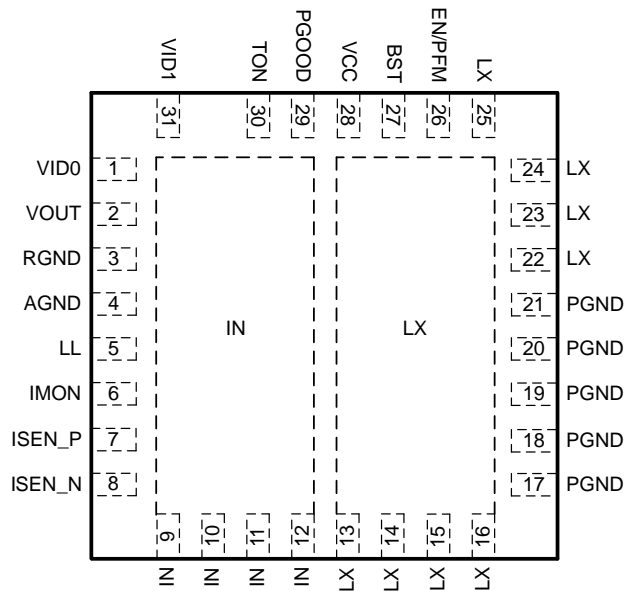 VID1
TON
PGOOD
VCC
BST
EN/PFM
LX
31
30
29
28
27
26
25
VID0 1
VOUT 2
RGND 3
AGND 4
LL 5
IMON 6
ISEN_P 7
ISEN_N 8
IN
LX
24 LX
23 LX
22 LX
21 PGND
20 PGND
19 PGND
18 PGND
17 PGND
9
10
11
12
13
14
15
16
IN
IN
IN
IN
LX
LX
LX
LX